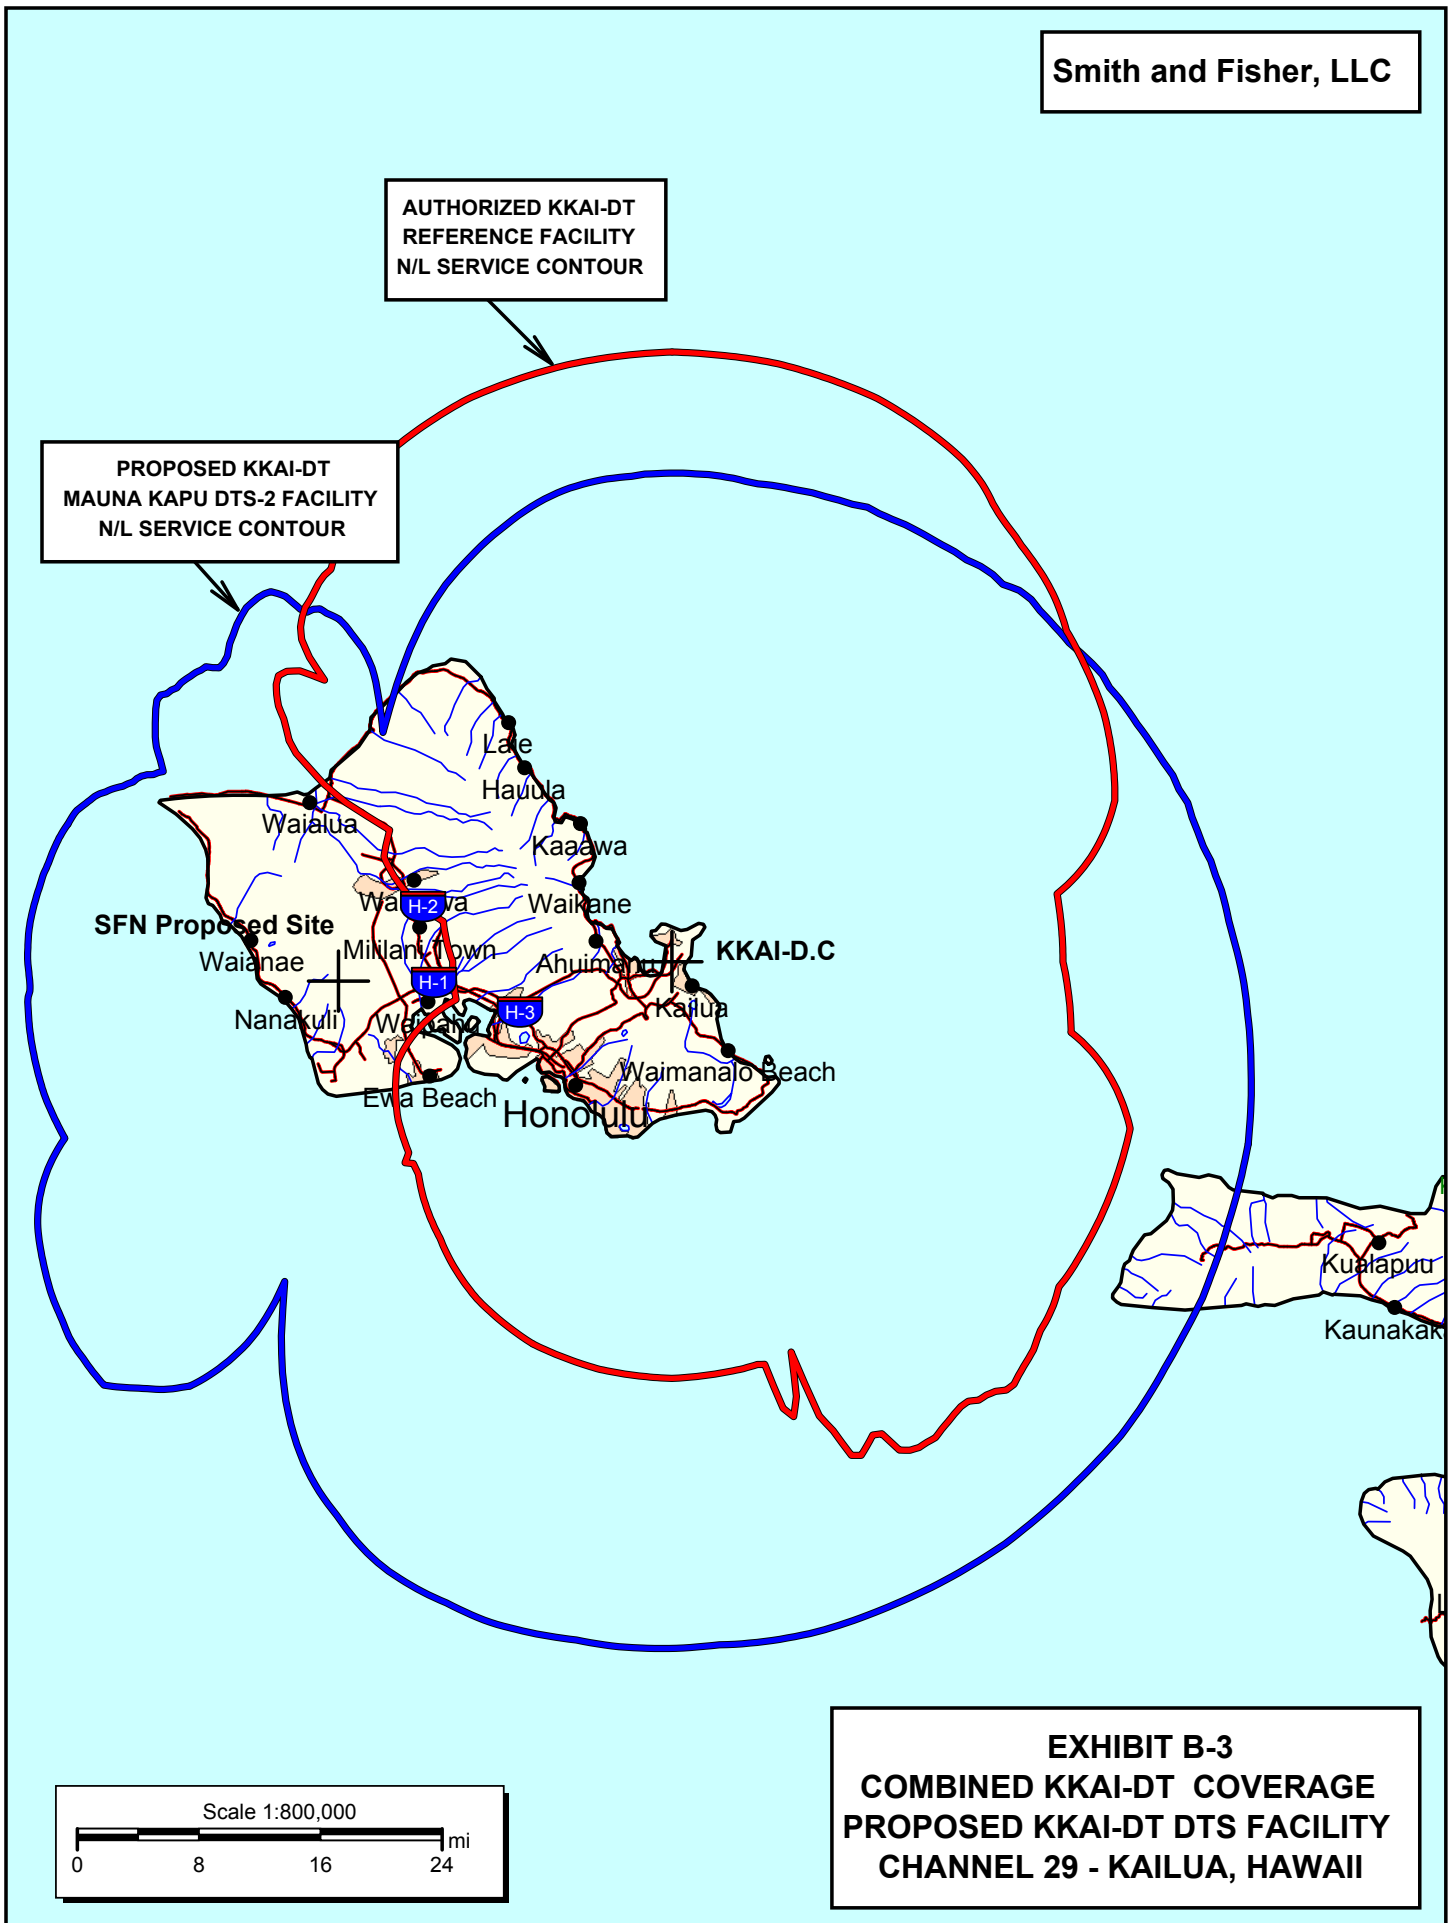 Smith and Fisher, LLC
AUTHORIZED KKAI-DT
REFERENCE FACILITY
N/L SERVICE CONTOUR
PROPOSED KKAI-DT
MAUNA KAPU DTS-2 FACILITY
N/L SERVICE CONTOUR
Laie
Hauula
Waialua
Kaaawa
H-2
Waikane
SFN Proposed Site
Mililani Town
KKAI-D.C
Waianae
Ahuimanu
H-1
Nanakuli
Waipahu
H-3
Kailua
Waimanalo Beach
Ewa Beach
Honolulu
Kualapuu
Kaunakak
EXHIBIT B-3
COMBINED KKAI-DT COVERAGE
PROPOSED KKAI-DT DTS FACILITY
CHANNEL 29 - KAILUA, HAWAII
Scale 1:800,000
mi
0 8 16 24